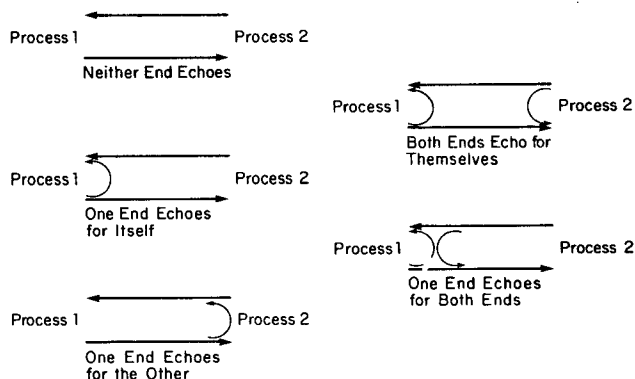 Process 1
Process 2
Neither End Echoes
Process 1
Process 2
One End Echoes
for Itself
Process 1
Process 2
One End Echoes
for the Other
Process 1
Process 2
Both Ends Echo for
Themselves
Process 1
Process 2
One End Echoes
for Both Ends